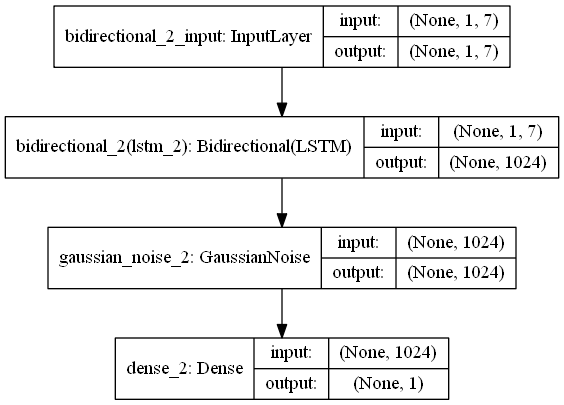 bidirectional_2_input: InputLayer
input:
(None, 1, 7)
output:
(None, 1, 7)
bidirectional_2(lstm_2): Bidirectional(LSTM)
input:
(None, 1, 7)
output:
(None, 1024)
gaussian_noise_2: GaussianNoise
input:
(None, 1024)
output:
(None, 1024)
dense_2: Dense
input:
(None, 1024)
output:
(None, 1)